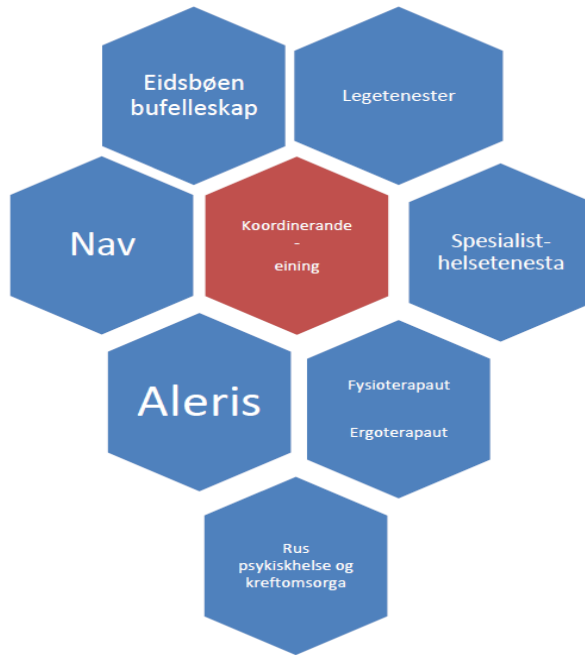 Eidsbøen
bufelleskap
Legetenester
Nav
Koordinerande
-
eining
Spesialist-
helsetenesta
Aleris
Fysioterapaut
Ergoterapaut
Rus
psykiskhelse og
kreftomsorga